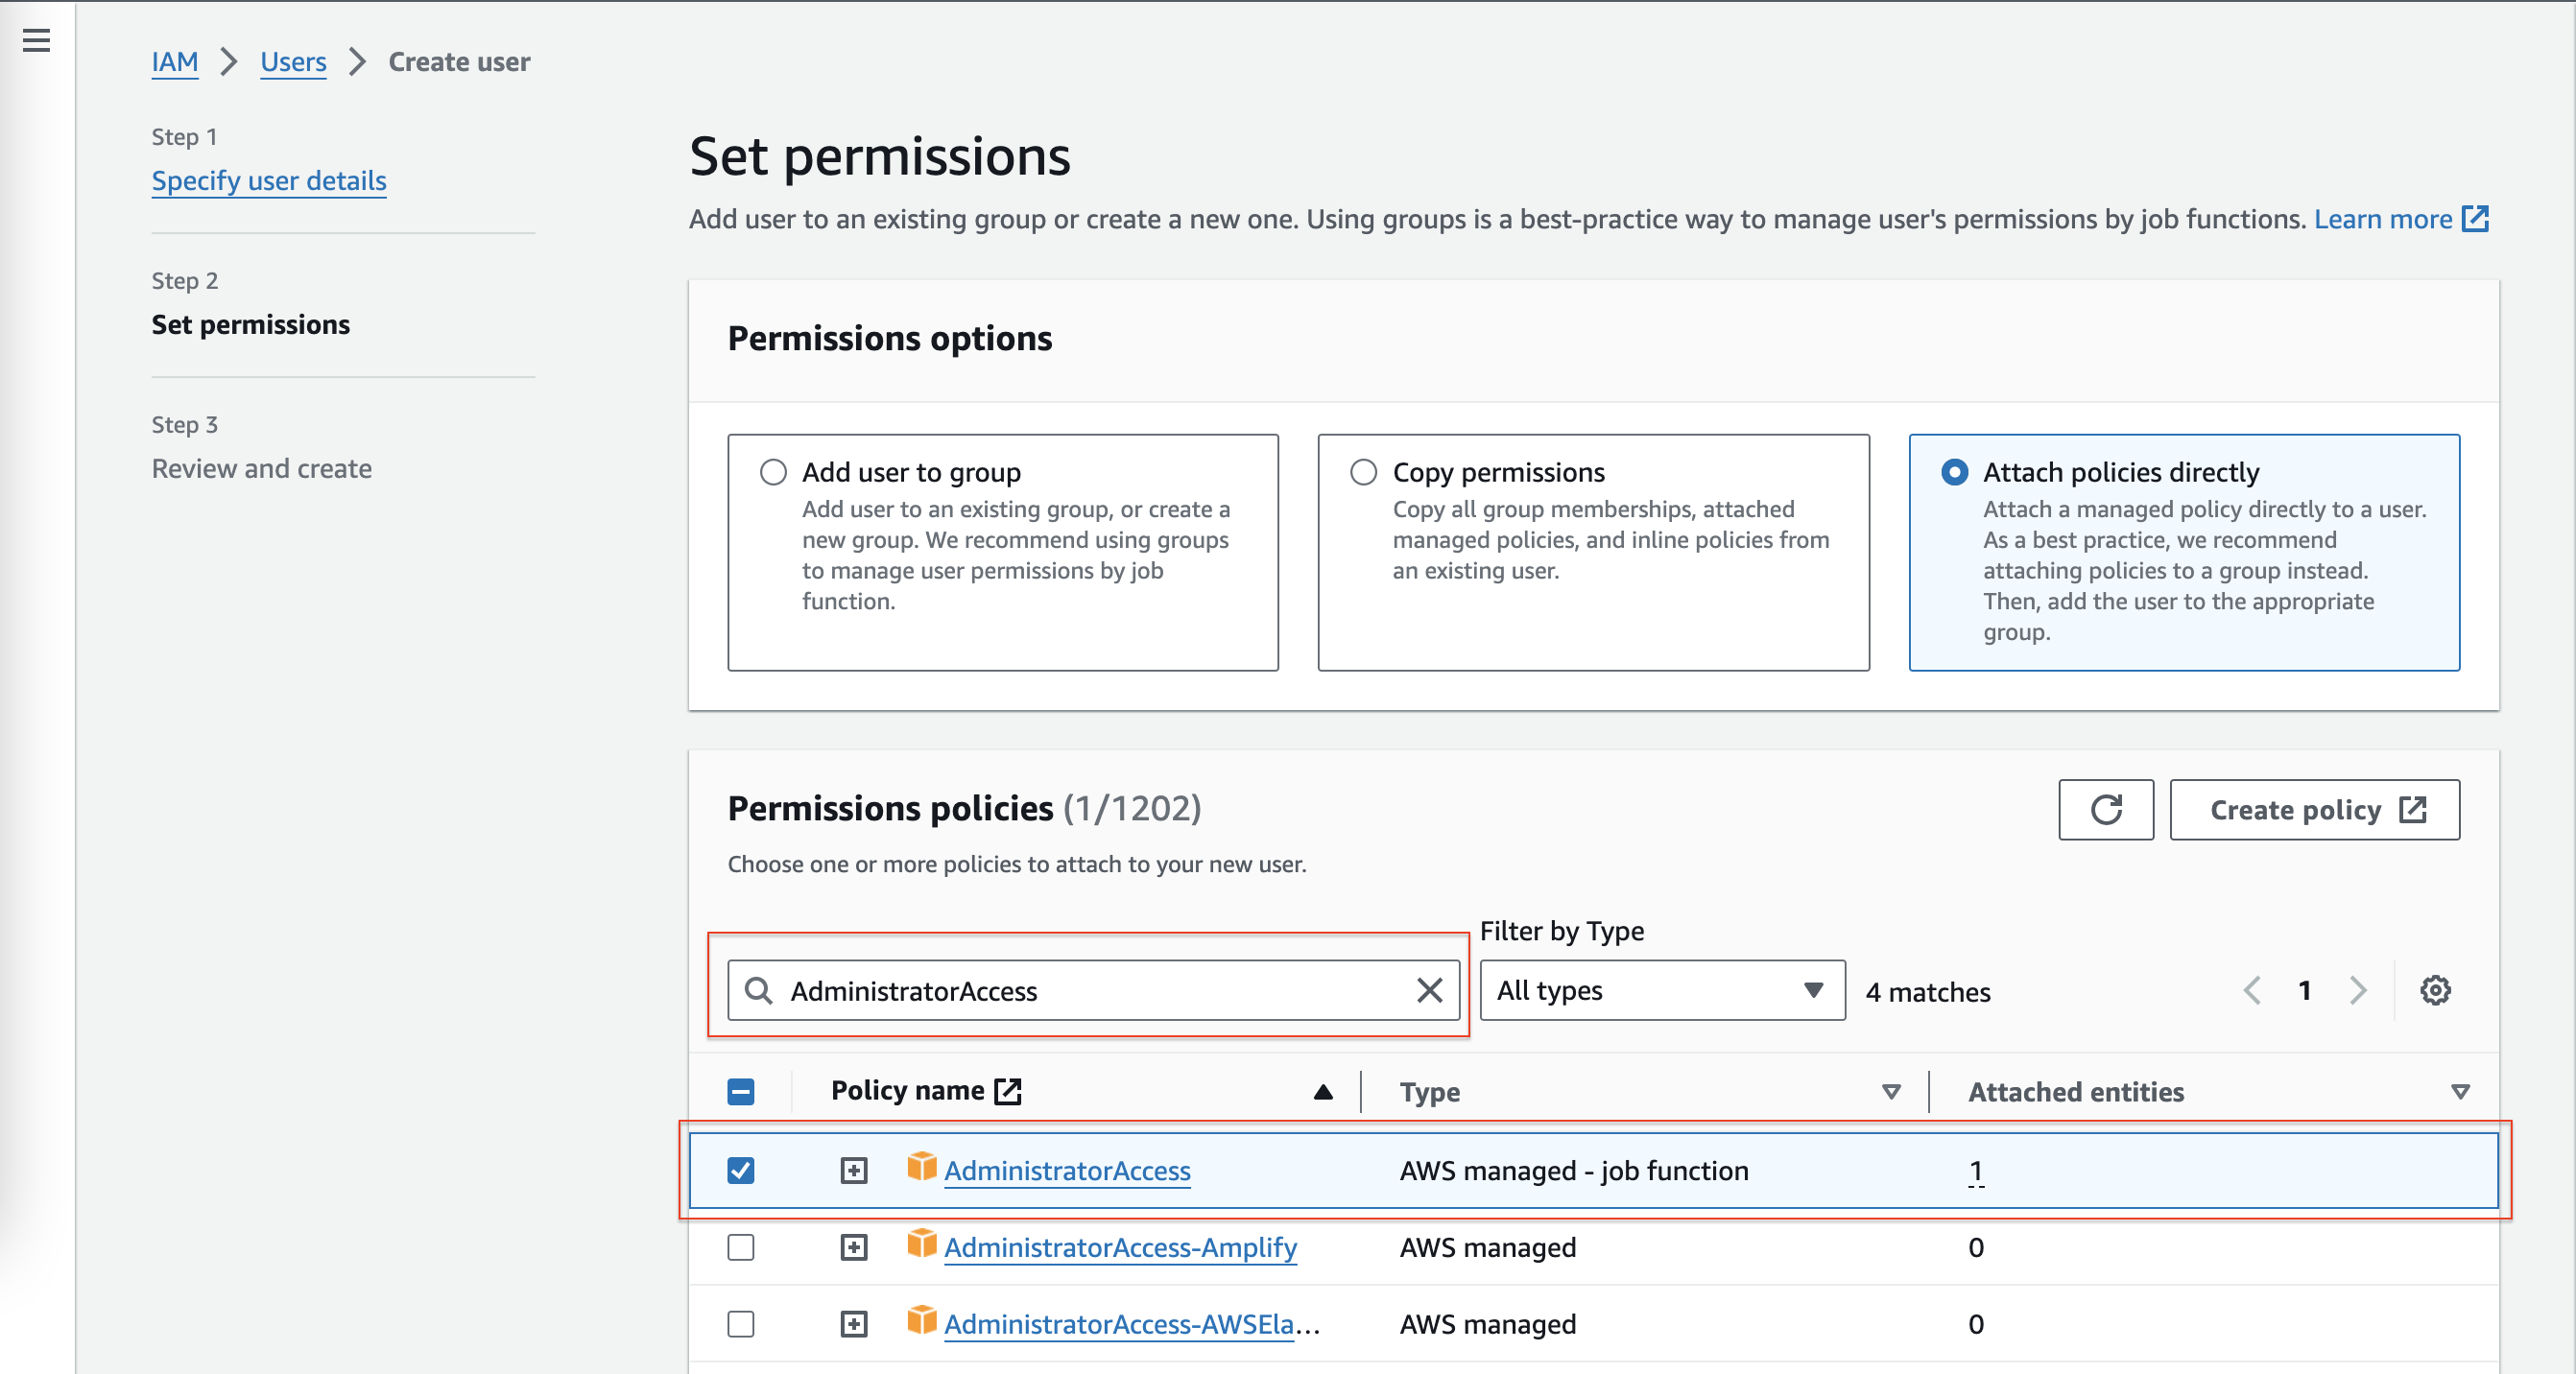 IAM > Users > Create user
Step 1
Specify user details
Step 2
Set permissions
Step 3
Review and create
Set permissions
Add user to an existing group or create a new one. Using groups is a best-practice way to manage user's permissions by job functions. Learn more
Permissions options
Add user to group
Add user to an existing group, or create a
new group. We recommend using groups
to manage user permissions by job
function.
Copy permissions
Copy all group memberships, attached
managed policies, and inline policies from
an existing user.
Attach policies directly
Attach a managed policy directly to a user.
As a best practice, we recommend
attaching policies to a group instead.
Then, add the user to the appropriate
group.
Permissions policies (1/1202)
Create policy
Choose one or more policies to attach to your new user.
Filter by Type
AdministratorAccess
All types
4 matches
1
Policy name Type Attached entities
AdministratorAccess AWS managed - job function 1
AdministratorAccess-Amplify AWS managed 0
AdministratorAccess-AWSEla... AWS managed 0